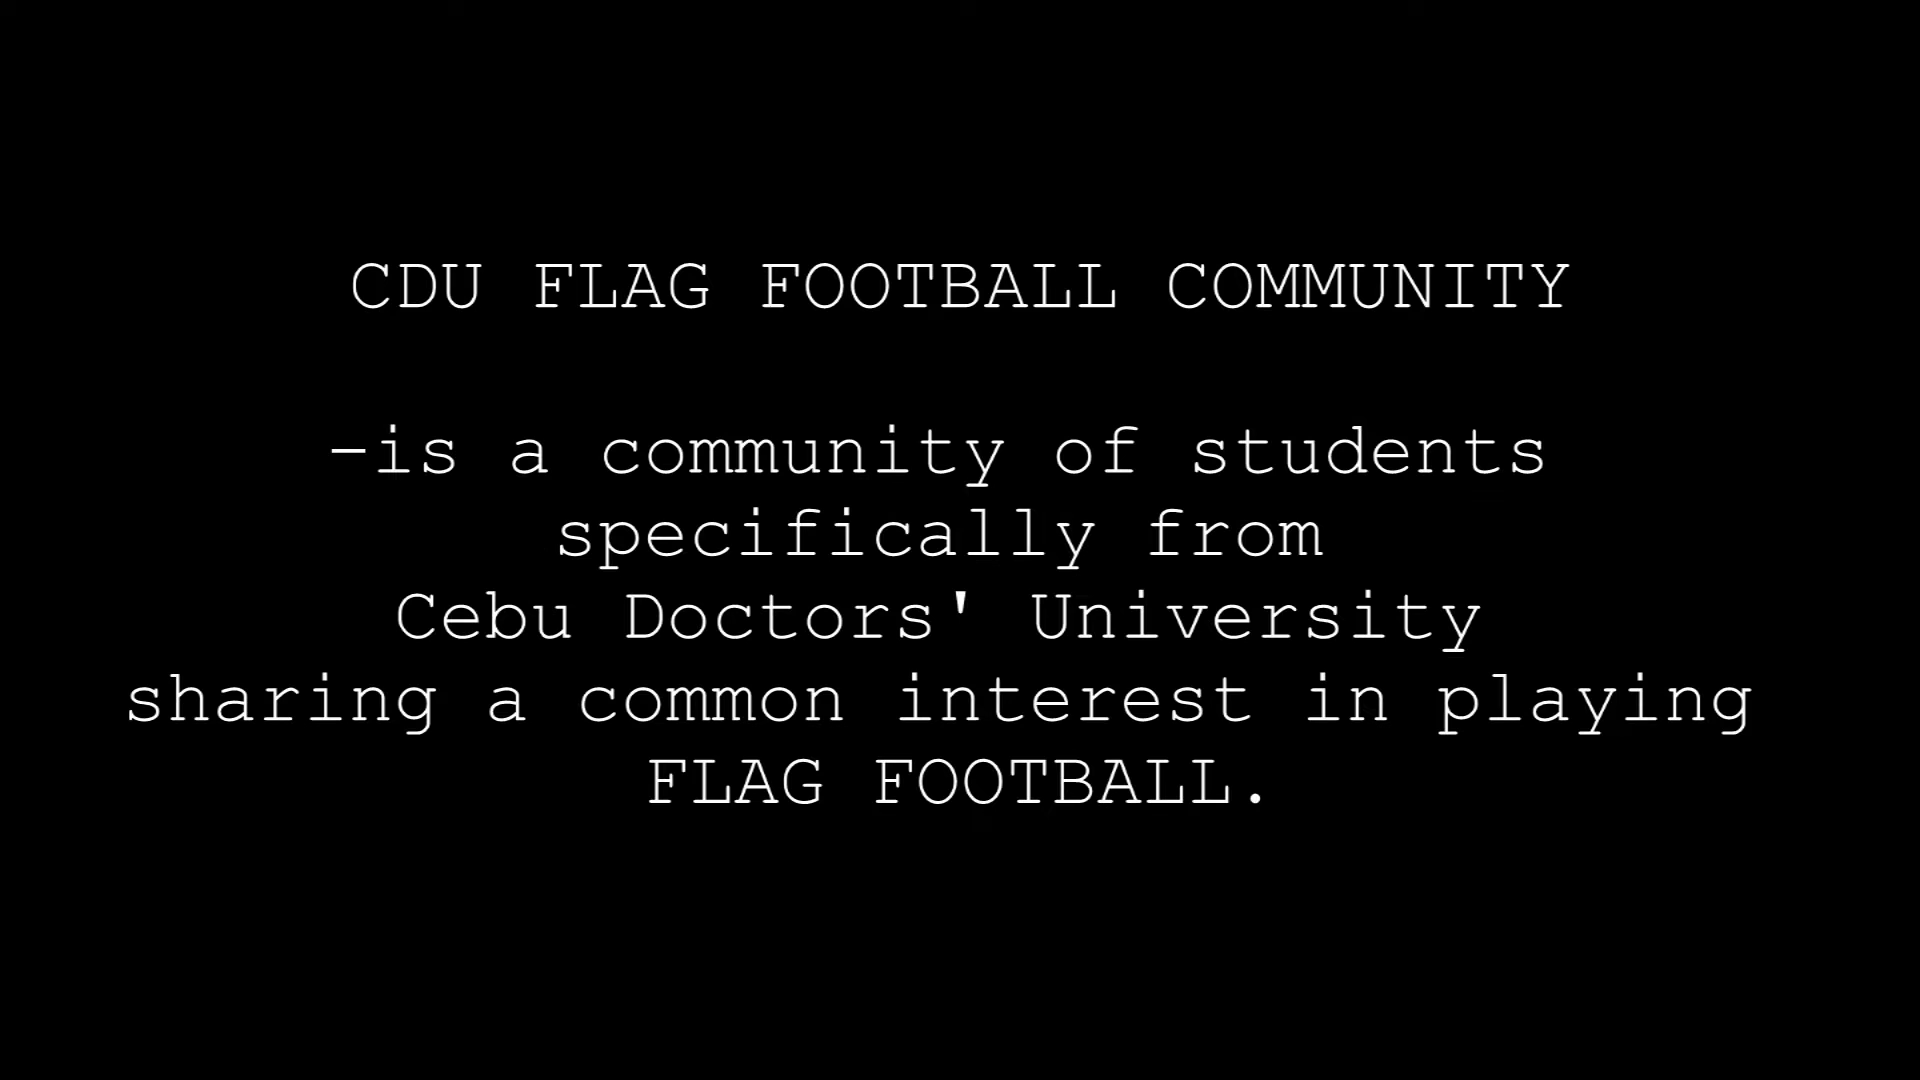 CDU FLAG FOOTBALL COMMUNITY
-is a community of students
specifically from
Cebu Doctors' University
sharing a common interest in playing
FLAG FOOTBALL.